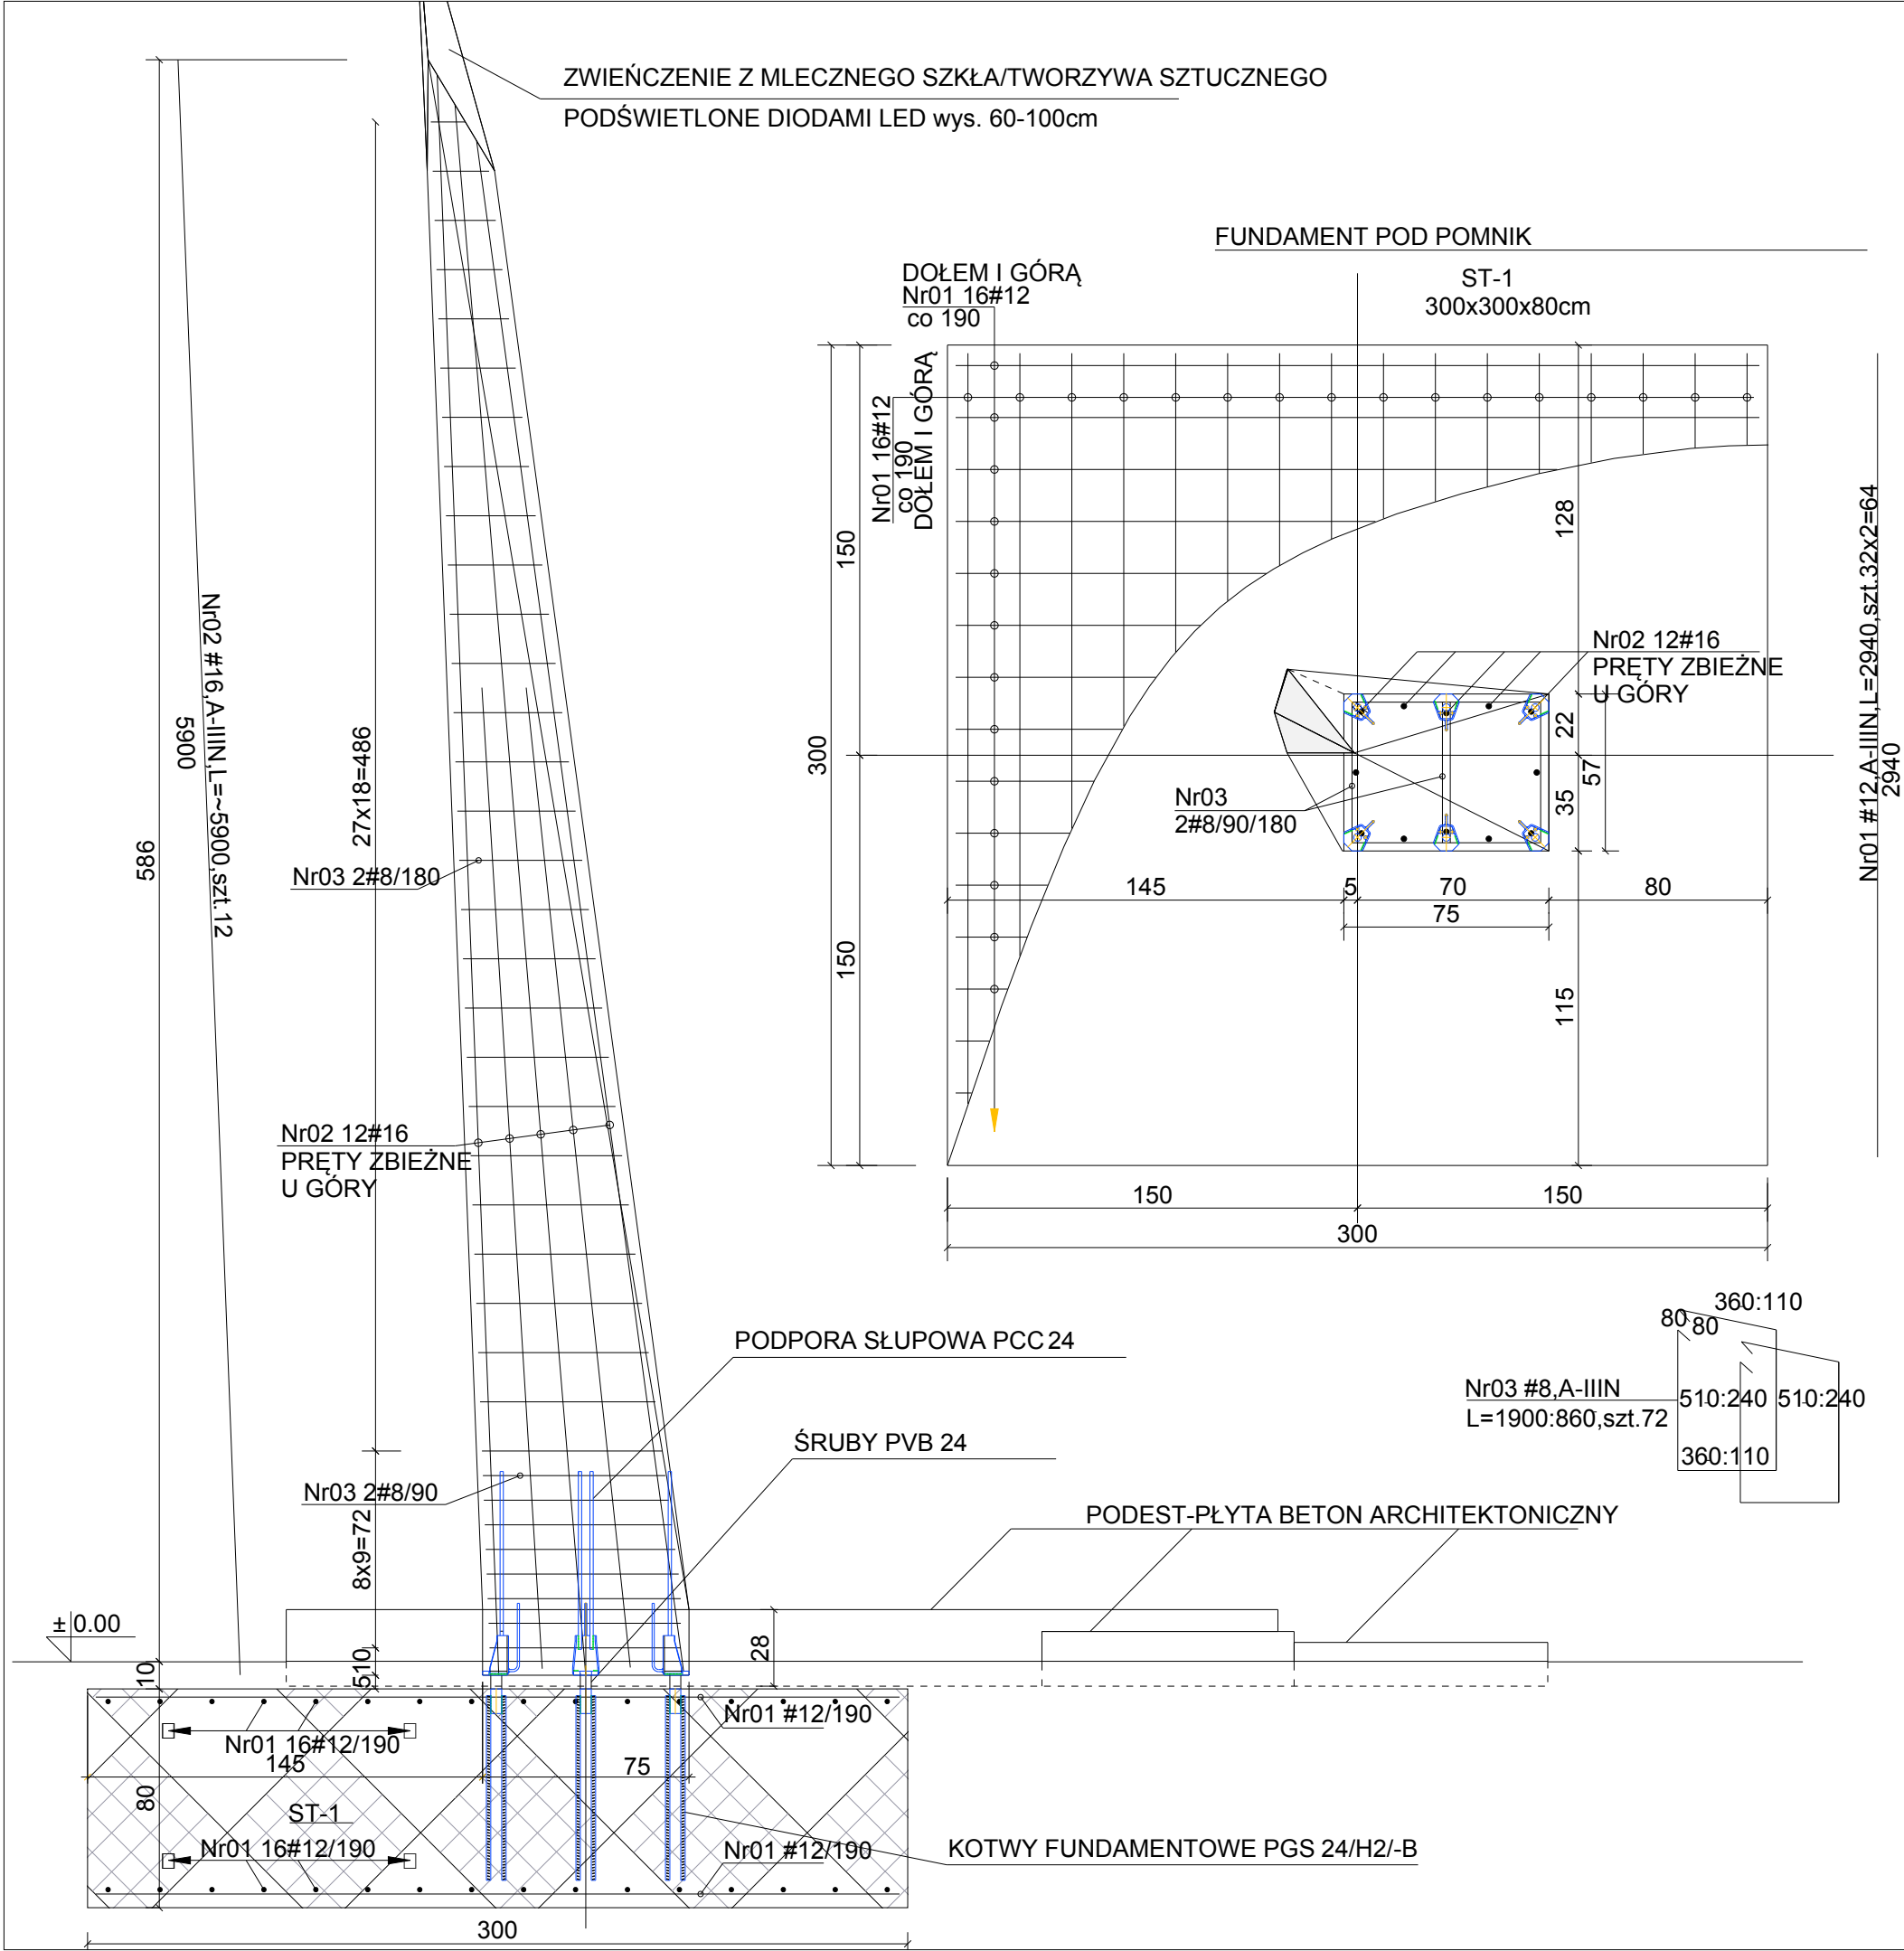 ZWIEŃCZENIE Z MLECZNEGO SZKŁA/TWORZYWA SZTUCZNEGO
PODŚWIETLONE DIODAMI LED wys. 60-100cm
586
Nr02 #16,A-IIIN,L=~5900,szt.12
5900
27x18=486
Nr03 2#8/180
Nr02 12#16
PRĘTY ZBIEŻNE
U GÓRY
Nr03 2#8/90
8x9=72
±0.00
10
510
80
28
PODPORA SŁUPOWA PCC 24
ŚRUBY PVB 24
PODEST-PŁYTA BETON ARCHITEKTONICZNY
Nr01 #12/190
Nr01 16#12/190
145
75
ST-1
Nr01 16#12/190
Nr01 #12/190
KOTWY FUNDAMENTOWE PGS 24/H2/-B
300
FUNDAMENT POD POMNIK
ST-1
300x300x80cm
DOŁEM I GÓRĄ
Nr01 16#12
co 190
Nr01 16#12
co 190
DOŁEM I GÓRĄ
150
300
150
128
22
57
35
115
Nr02 12#16
PRĘTY ZBIEŻNE
U GÓRY
Nr03
2#8/90/180
145
5
70
80
75
150
150
300
Nr01 #12,A-IIIN,L=2940,szt.32x2=64
2940
360:110
80
80
Nr03 #8,A-IIIN
L=1900:860,szt.72
510:240
510:240
360:110